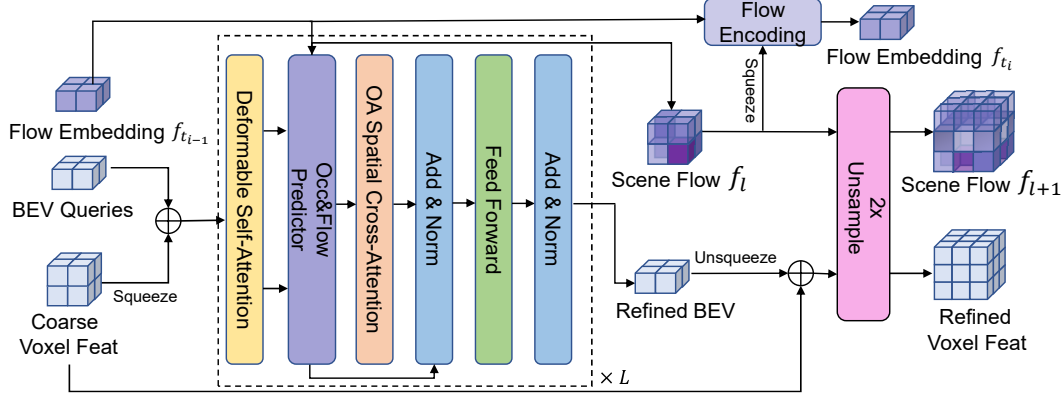 Flow
Encoding
Flow Embedding f_{t_i}
Squeeze
Flow Embedding f_{t_{i-1}}
BEV Queries
Squeeze
Coarse
Voxel Feat
Deformable Self-Attention
Occ&Flow
Predictor
OA Spatial Cross-Attention
Add & Norm
Feed Forward
Add & Norm
× L
Scene Flow f_l
2x
Unsample
Scene Flow f_{l+1}
Unsqueeze
Refined BEV
Refined
Voxel Feat